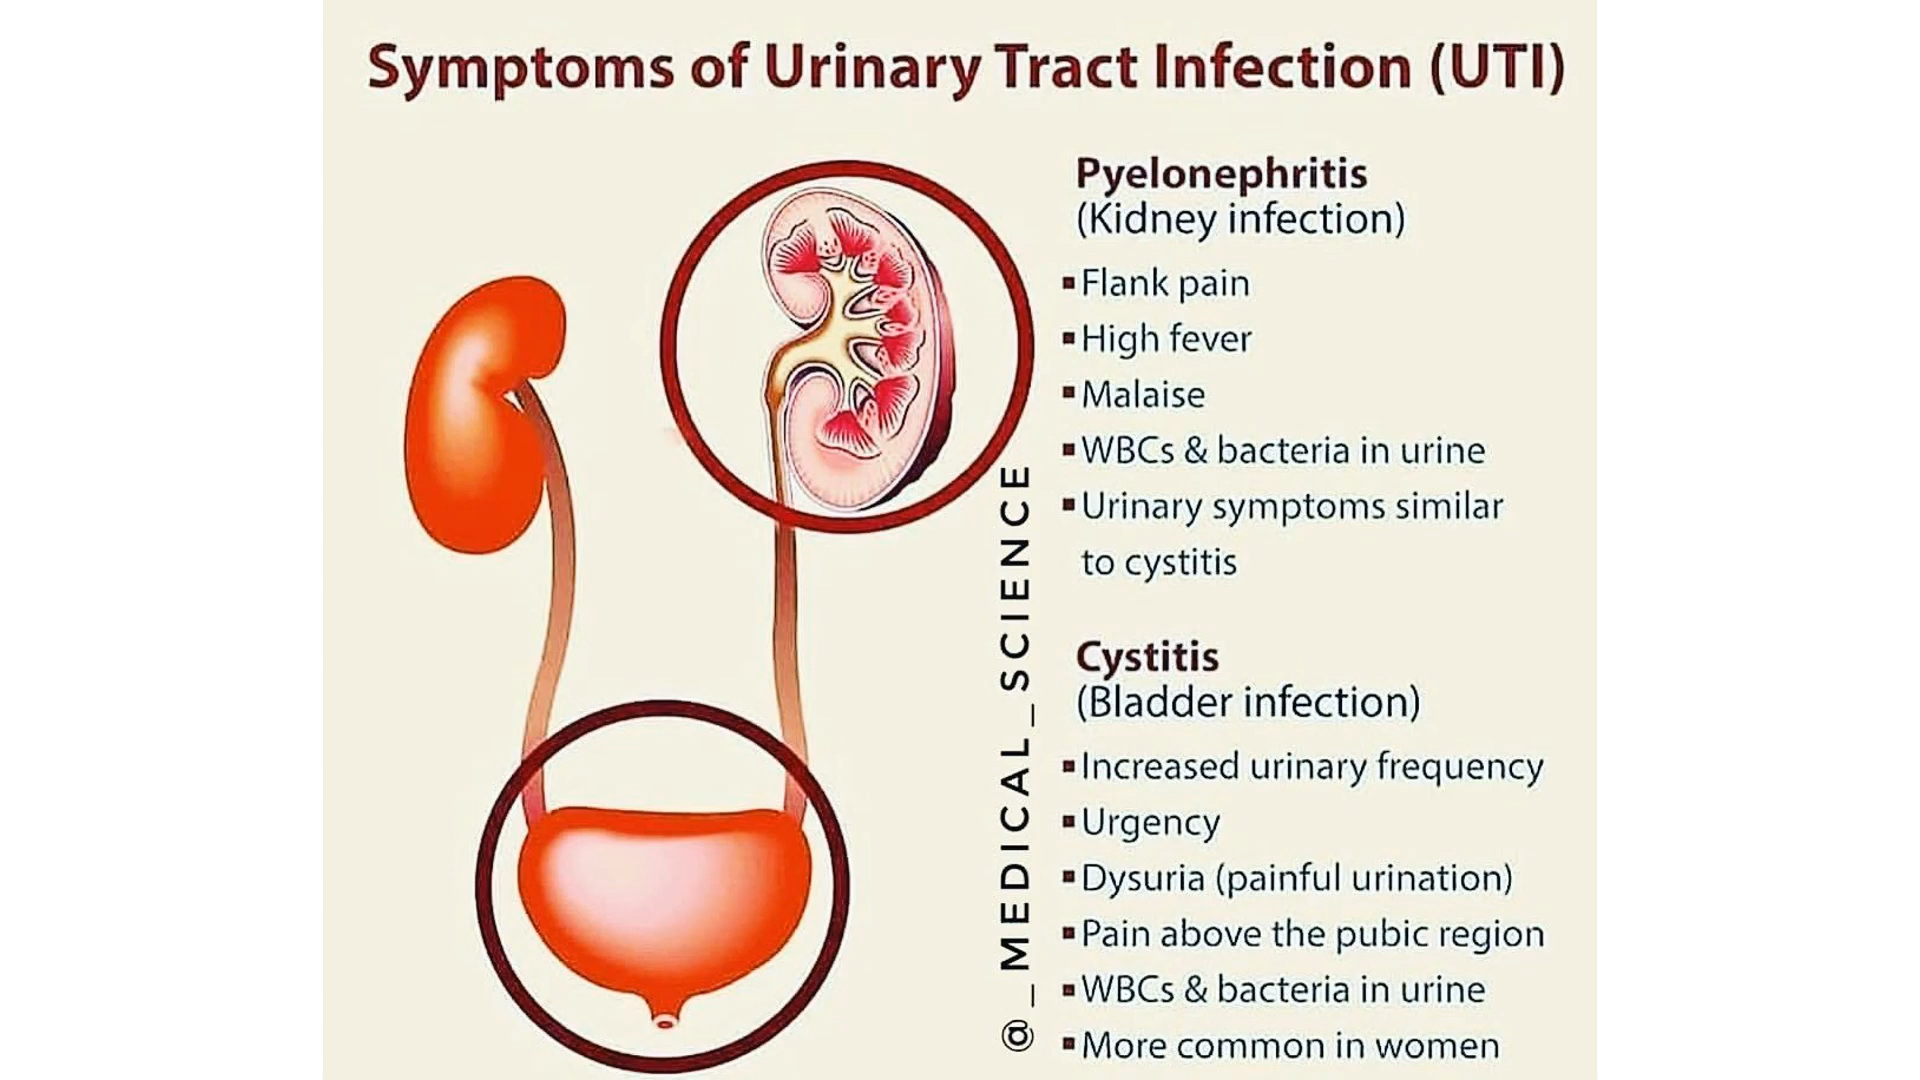 Symptoms of Urinary Tract Infection (UTI)
Pyelonephritis
(Kidney infection)
▪Flank pain
▪High fever
▪Malaise
▪WBCs & bacteria in urine
▪Urinary symptoms similar
to cystitis
Cystitis
(Bladder infection)
▪Increased urinary frequency
▪Urgency
▪Dysuria (painful urination)
▪Pain above the pubic region
▪WBCs & bacteria in urine
▪More common in women
@_MEDICAL_SCIENCE